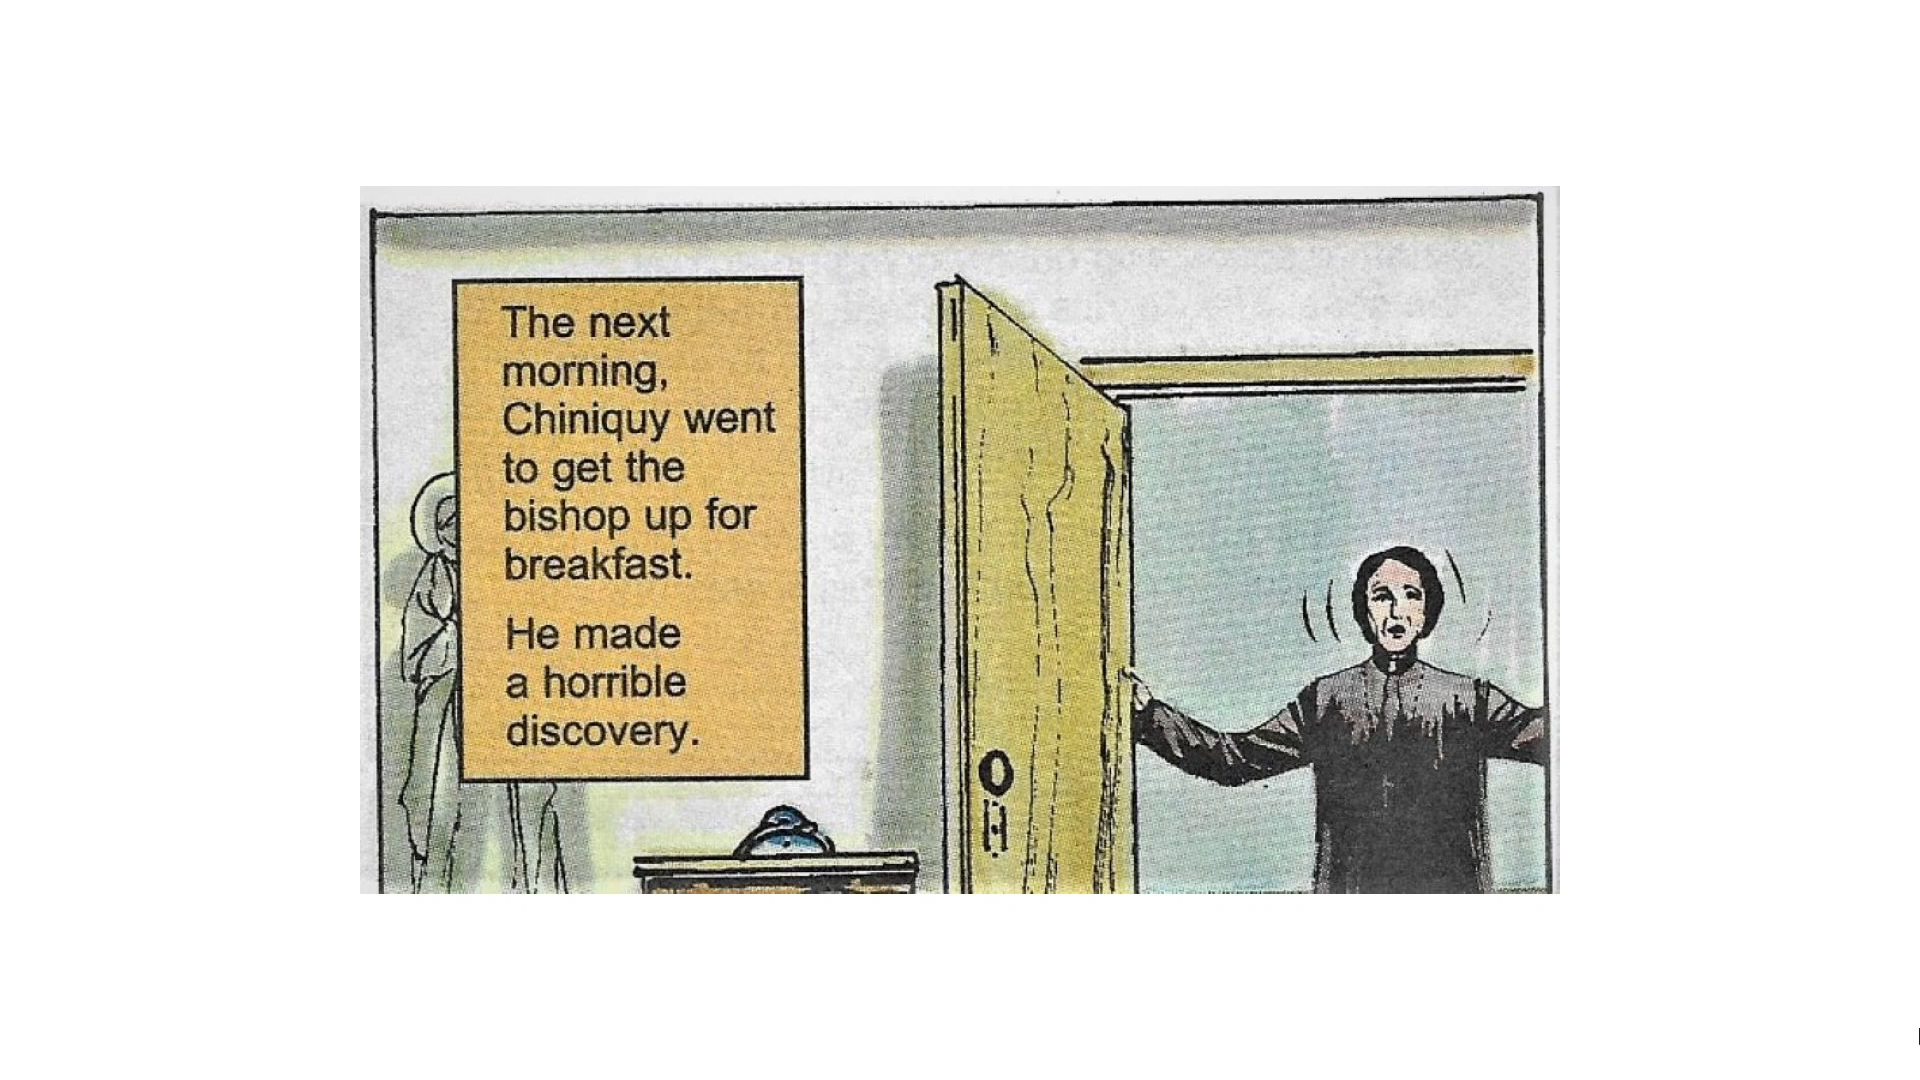 The next
morning,
Chiniquy went
to get the
bishop up for
breakfast.
He made
a horrible
discovery.